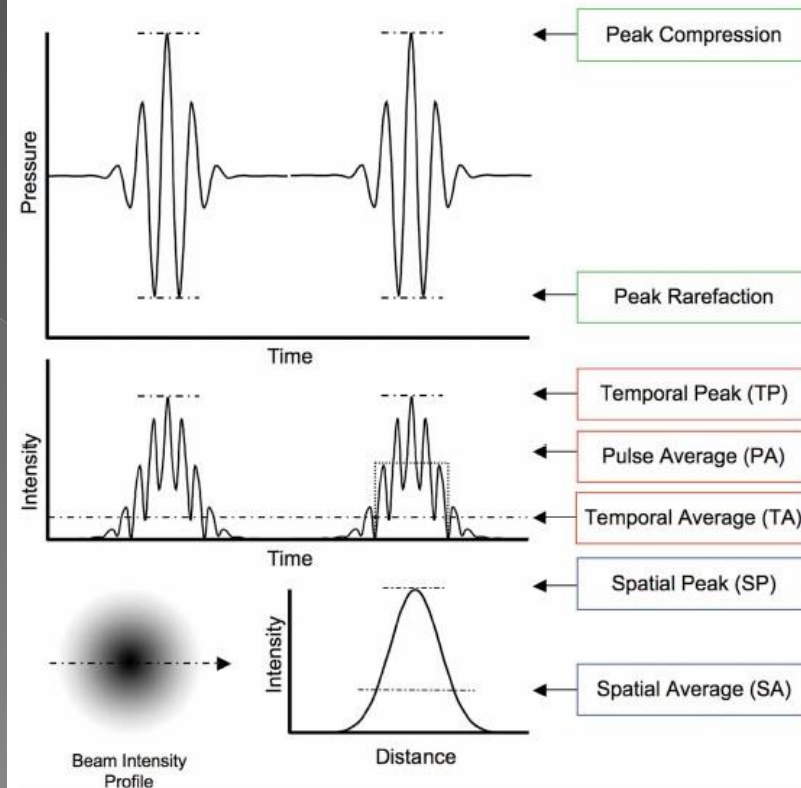 Peak Compression
Pressure
Peak Rarefaction
Time
Temporal Peak (TP)
Intensity
Pulse Average (PA)
Temporal Average (TA)
Time
Spatial Peak (SP)
Intensity
Spatial Average (SA)
Distance
Beam Intensity
Profile